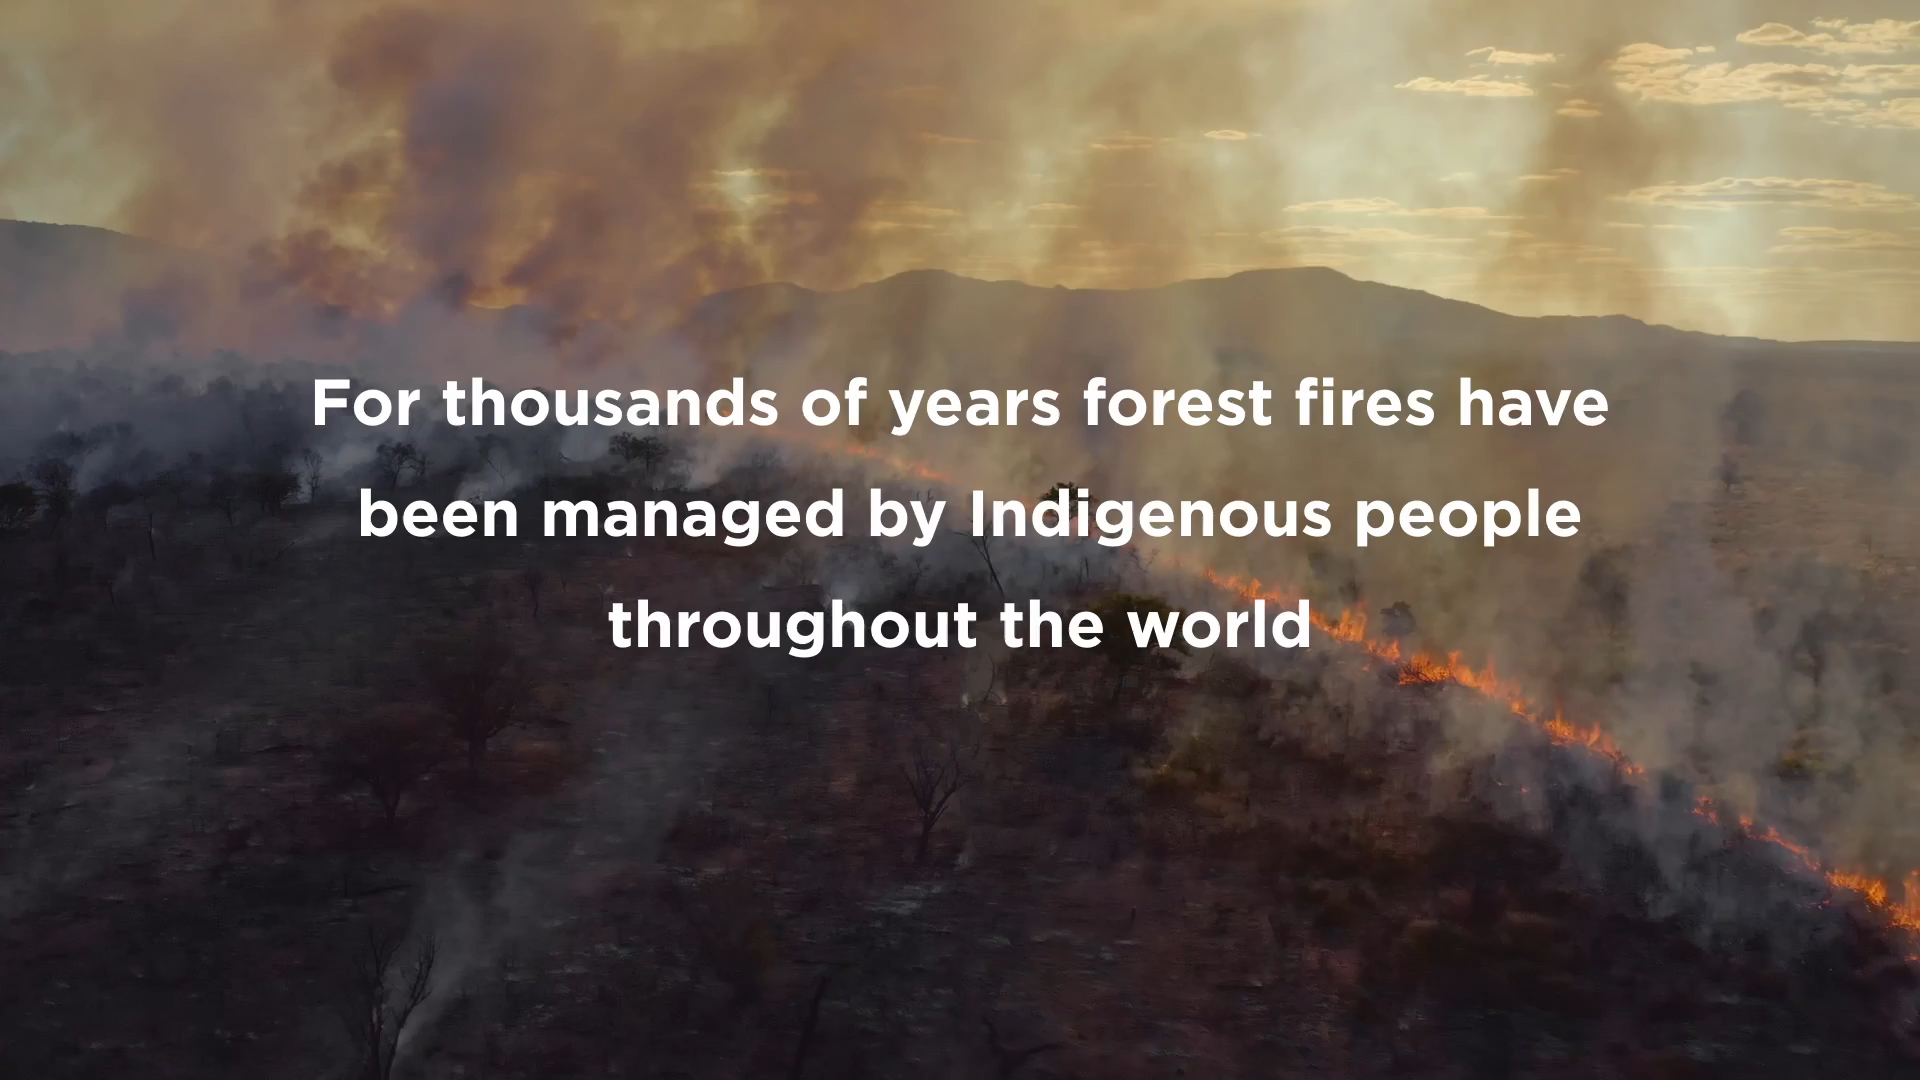 For thousands of years forest fires have
been managed by Indigenous people
throughout the world